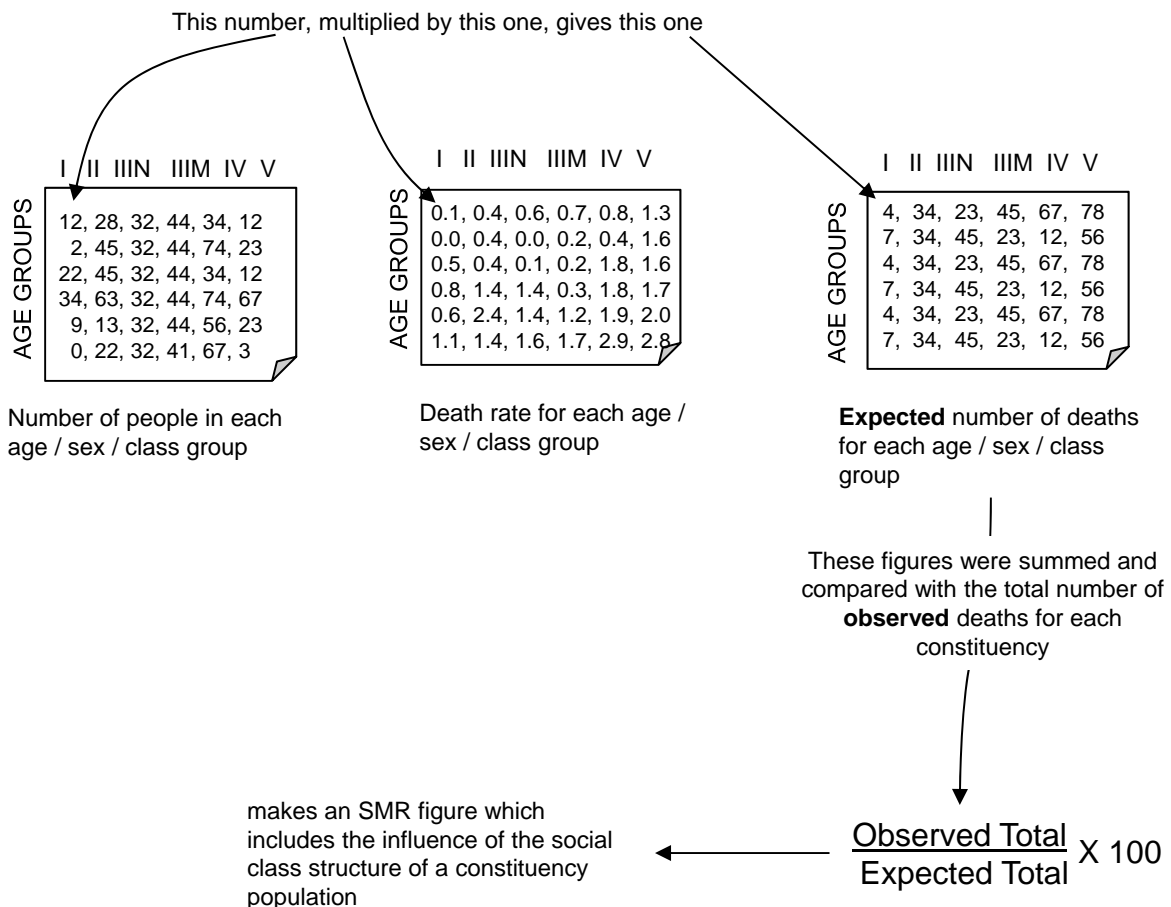 This number, multiplied by this one, gives this one
I II IIIN IIIM IV V
AGE GROUPS
12, 28, 32, 44, 34, 12
2, 45, 32, 44, 74, 23
22, 45, 32, 44, 34, 12
34, 63, 32, 44, 74, 67
9, 13, 32, 44, 56, 23
0, 22, 32, 41, 67, 3
Number of people in each
age / sex / class group
I II IIIN IIIM IV V
AGE GROUPS
0.1, 0.4, 0.6, 0.7, 0.8, 1.3
0.0, 0.4, 0.0, 0.2, 0.4, 1.6
0.5, 0.4, 0.1, 0.2, 1.8, 1.6
0.8, 1.4, 1.4, 0.3, 1.8, 1.7
0.6, 2.4, 1.4, 1.2, 1.9, 2.0
1.1, 1.4, 1.6, 1.7, 2.9, 2.8
Death rate for each age /
sex / class group
I II IIIN IIIM IV V
AGE GROUPS
4, 34, 23, 45, 67, 78
7, 34, 45, 23, 12, 56
4, 34, 23, 45, 67, 78
7, 34, 45, 23, 12, 56
4, 34, 23, 45, 67, 78
7, 34, 45, 23, 12, 56
Expected number of deaths
for each age / sex / class
group
These figures were summed and
compared with the total number of
observed deaths for each
constituency
Observed Total
Expected Total
X 100
makes an SMR figure which
includes the influence of the social
class structure of a constituency
population